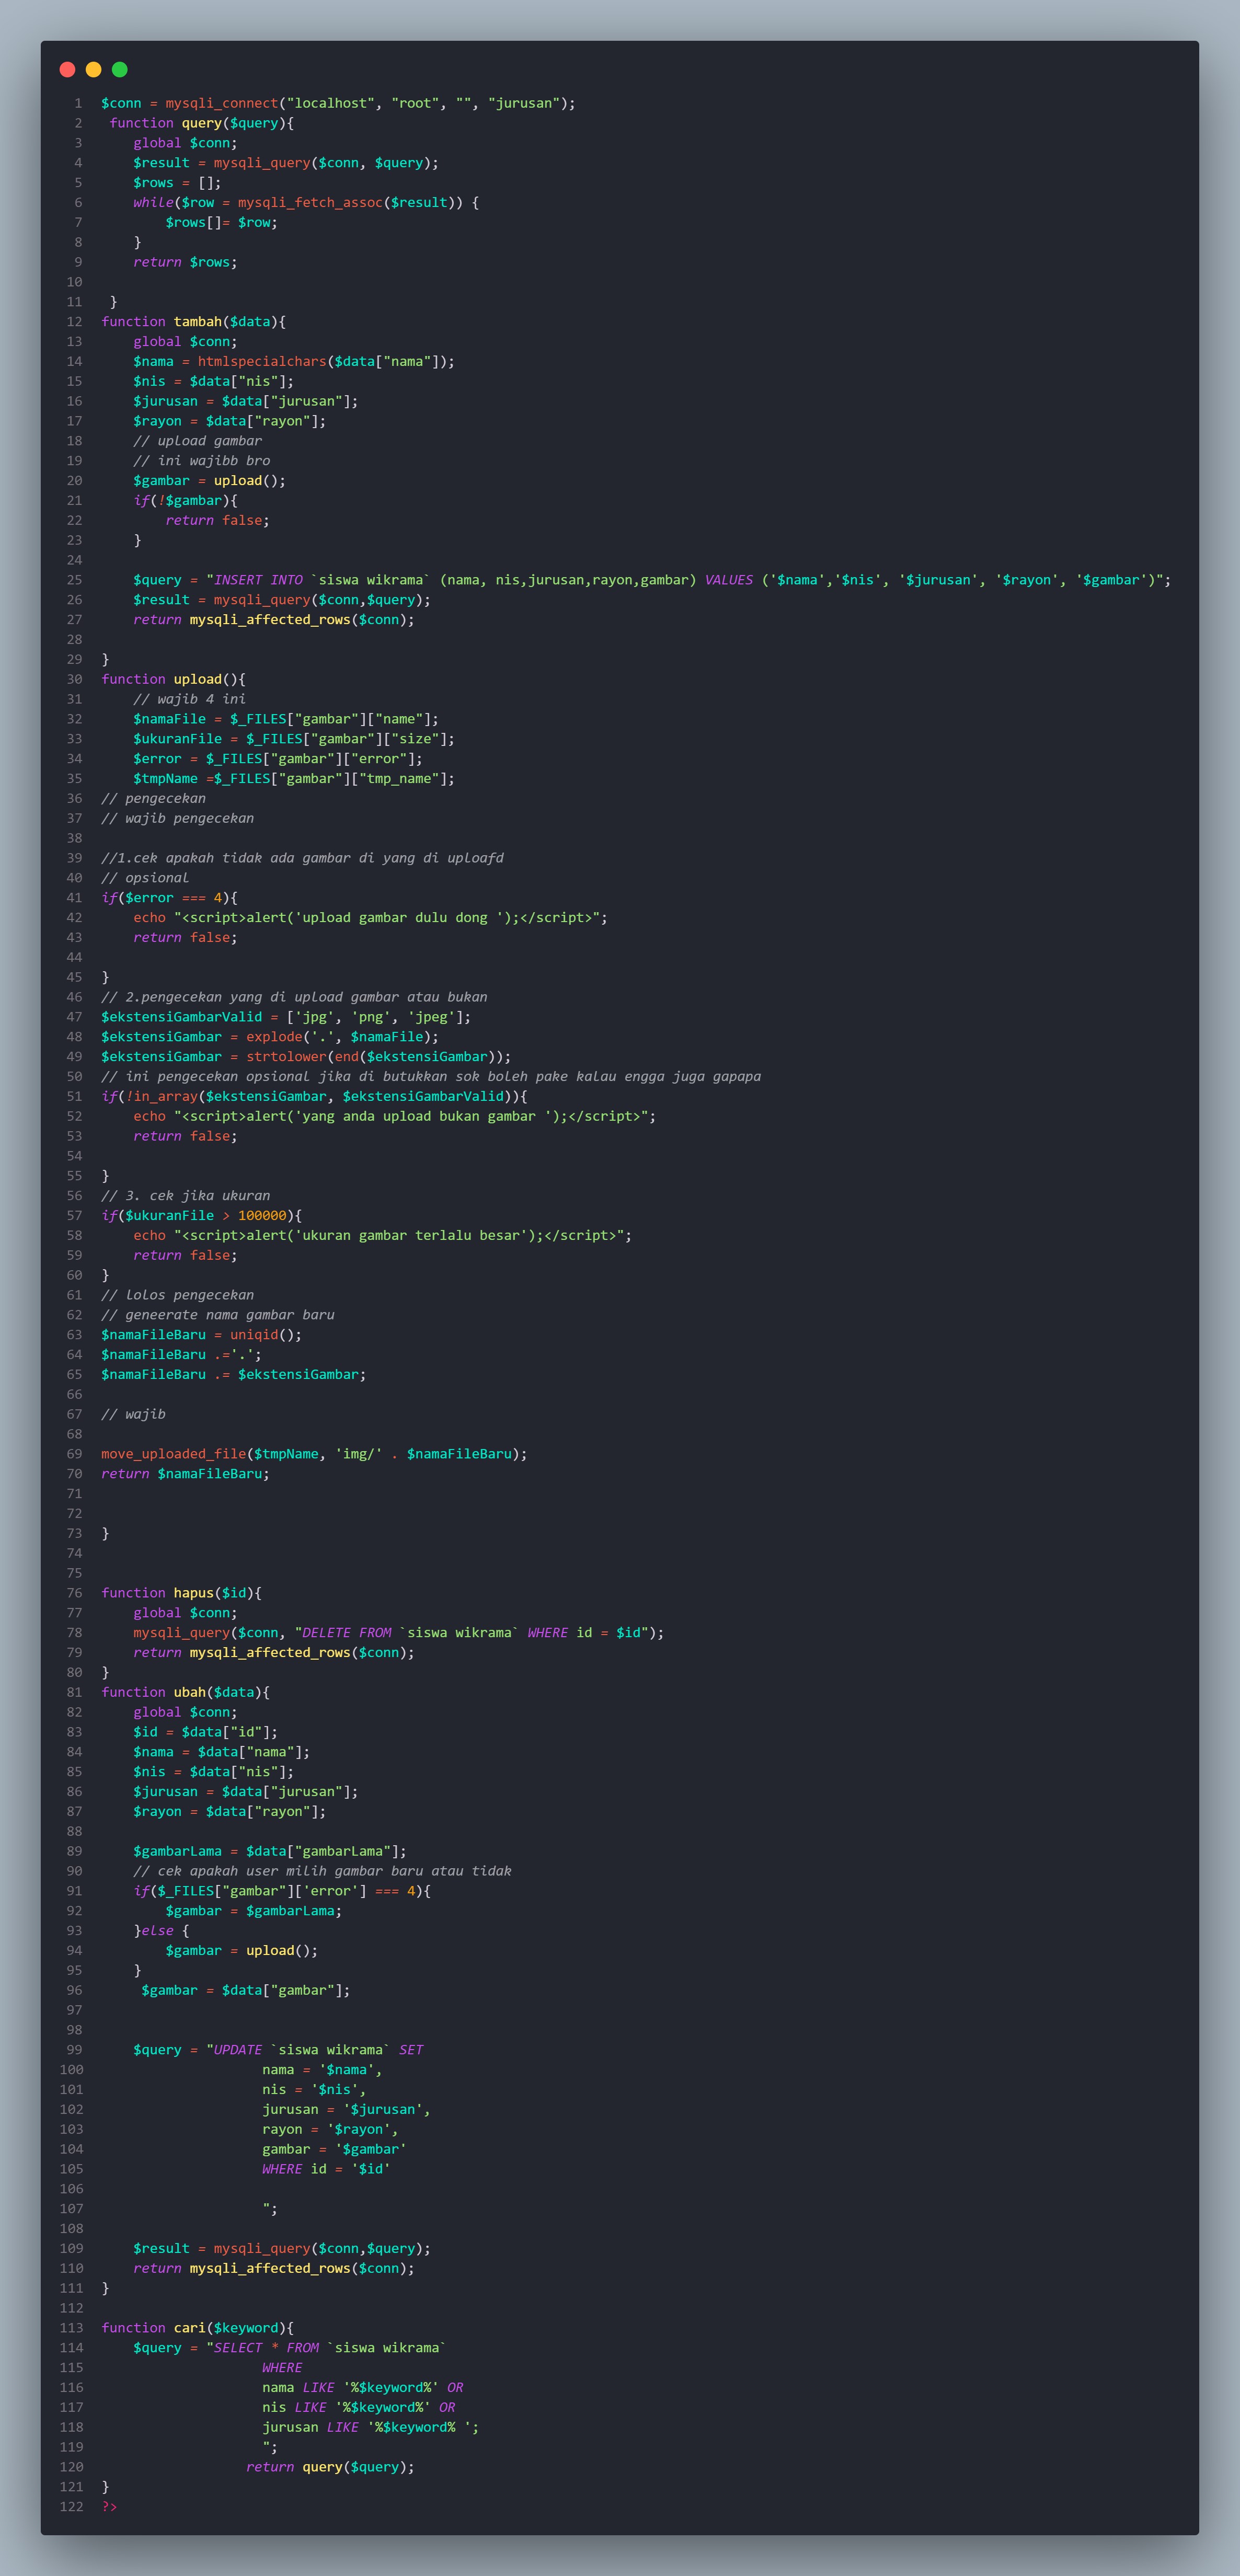 1 $conn = mysqli_connect("localhost", "root", "", "jurusan");
2  function query($query){
3     global $conn;
4     $result = mysqli_query($conn, $query);
5     $rows = [];
6     while($row = mysqli_fetch_assoc($result)) {
7         $rows[]= $row;
8     }
9     return $rows;
10
11  }
12 function tambah($data){
13     global $conn;
14     $nama = htmlspecialchars($data["nama"]);
15     $nis = $data["nis"];
16     $jurusan = $data["jurusan"];
17     $rayon = $data["rayon"];
18     // upload gambar
19     // ini wajibb bro
20     $gambar = upload();
21     if(!$gambar){
22         return false;
23     }
24
25     $query = "INSERT INTO `siswa wikrama` (nama, nis,jurusan,rayon,gambar) VALUES ('$nama','$nis', '$jurusan', '$rayon', '$gambar')";
26     $result = mysqli_query($conn,$query);
27     return mysqli_affected_rows($conn);
28
29 }
30 function upload(){
31     // wajib 4 ini
32     $namaFile = $_FILES["gambar"]["name"];
33     $ukuranFile = $_FILES["gambar"]["size"];
34     $error = $_FILES["gambar"]["error"];
35     $tmpName =$_FILES["gambar"]["tmp_name"];
36 // pengecekan
37 // wajib pengecekan
38
39 //1.cek apakah tidak ada gambar di yang di uploafd
40 // opsional
41 if($error === 4){
42     echo "<script>alert('upload gambar dulu dong ');</script>";
43     return false;
44
45 }
46 // 2.pengecekan yang di upload gambar atau bukan
47 $ekstensiGambarValid = ['jpg', 'png', 'jpeg'];
48 $ekstensiGambar = explode('.', $namaFile);
49 $ekstensiGambar = strtolower(end($ekstensiGambar));
50 // ini pengecekan opsional jika di butukkan sok boleh pake kalau engga juga gapapa
51 if(!in_array($ekstensiGambar, $ekstensiGambarValid)){
52     echo "<script>alert('yang anda upload bukan gambar ');</script>";
53     return false;
54
55 }
56 // 3. cek jika ukuran
57 if($ukuranFile > 100000){
58     echo "<script>alert('ukuran gambar terlalu besar');</script>";
59     return false;
60 }
61 // lolos pengecekan
62 // geneerate nama gambar baru
63 $namaFileBaru = uniqid();
64 $namaFileBaru .='.';
65 $namaFileBaru .= $ekstensiGambar;
66
67 // wajib
68
69 move_uploaded_file($tmpName, 'img/' . $namaFileBaru);
70 return $namaFileBaru;
71
72
73 }
74
75
76 function hapus($id){
77     global $conn;
78     mysqli_query($conn, "DELETE FROM `siswa wikrama` WHERE id = $id");
79     return mysqli_affected_rows($conn);
80 }
81 function ubah($data){
82     global $conn;
83     $id = $data["id"];
84     $nama = $data["nama"];
85     $nis = $data["nis"];
86     $jurusan = $data["jurusan"];
87     $rayon = $data["rayon"];
88
89     $gambarLama = $data["gambarLama"];
90     // cek apakah user milih gambar baru atau tidak
91     if($_FILES["gambar"]['error'] === 4){
92         $gambar = $gambarLama;
93     }else {
94         $gambar = upload();
95     }
96      $gambar = $data["gambar"];
97
98
99     $query = "UPDATE `siswa wikrama` SET
100                     nama = '$nama',
101                     nis = '$nis',
102                     jurusan = '$jurusan',
103                     rayon = '$rayon',
104                     gambar = '$gambar'
105                     WHERE id = '$id'
106
107                     ";
108
109     $result = mysqli_query($conn,$query);
110     return mysqli_affected_rows($conn);
111 }
112
113 function cari($keyword){
114     $query = "SELECT * FROM `siswa wikrama`
115                     WHERE
116                     nama LIKE '%$keyword%' OR
117                     nis LIKE '%$keyword%' OR
118                     jurusan LIKE '%$keyword% ';
119                     ";
120                   return query($query);
121 }
122 ?>